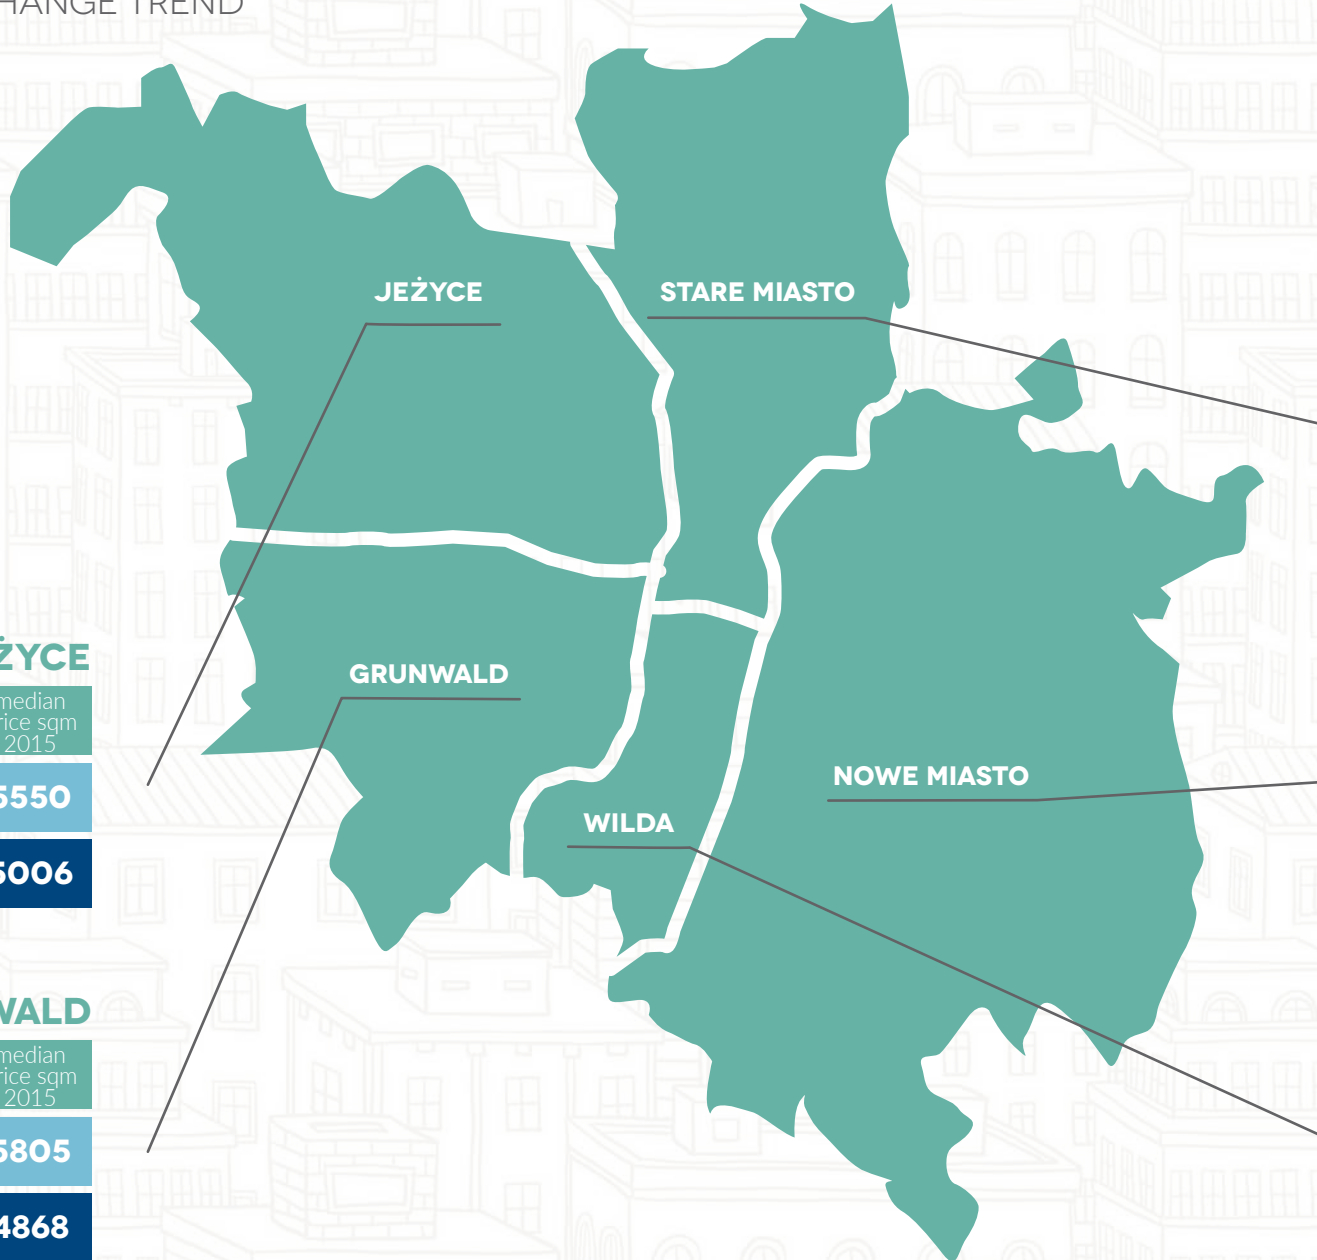 HANGE TREND
JEŻYCE
STARE MIASTO
GRUNWALD
NOWE MIASTO
WILDA
ŻYCE
median
rice sqm
2015
5550
5006
WALD
median
rice sqm
2015
5805
4868